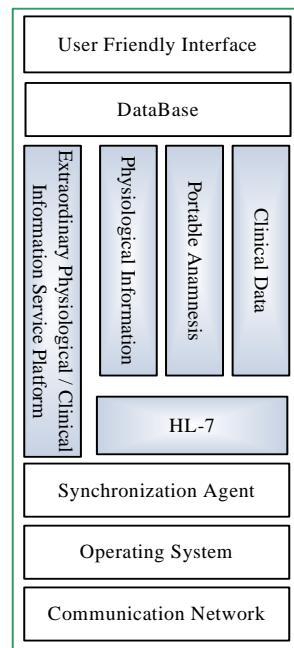 User Friendly Interface
DataBase
Extraordinary Physiological / Clinical
Information Service Platform
Physiological Information
Portable Anamnesis
Clinical Data
HL-7
Synchronization Agent
Operating System
Communication Network